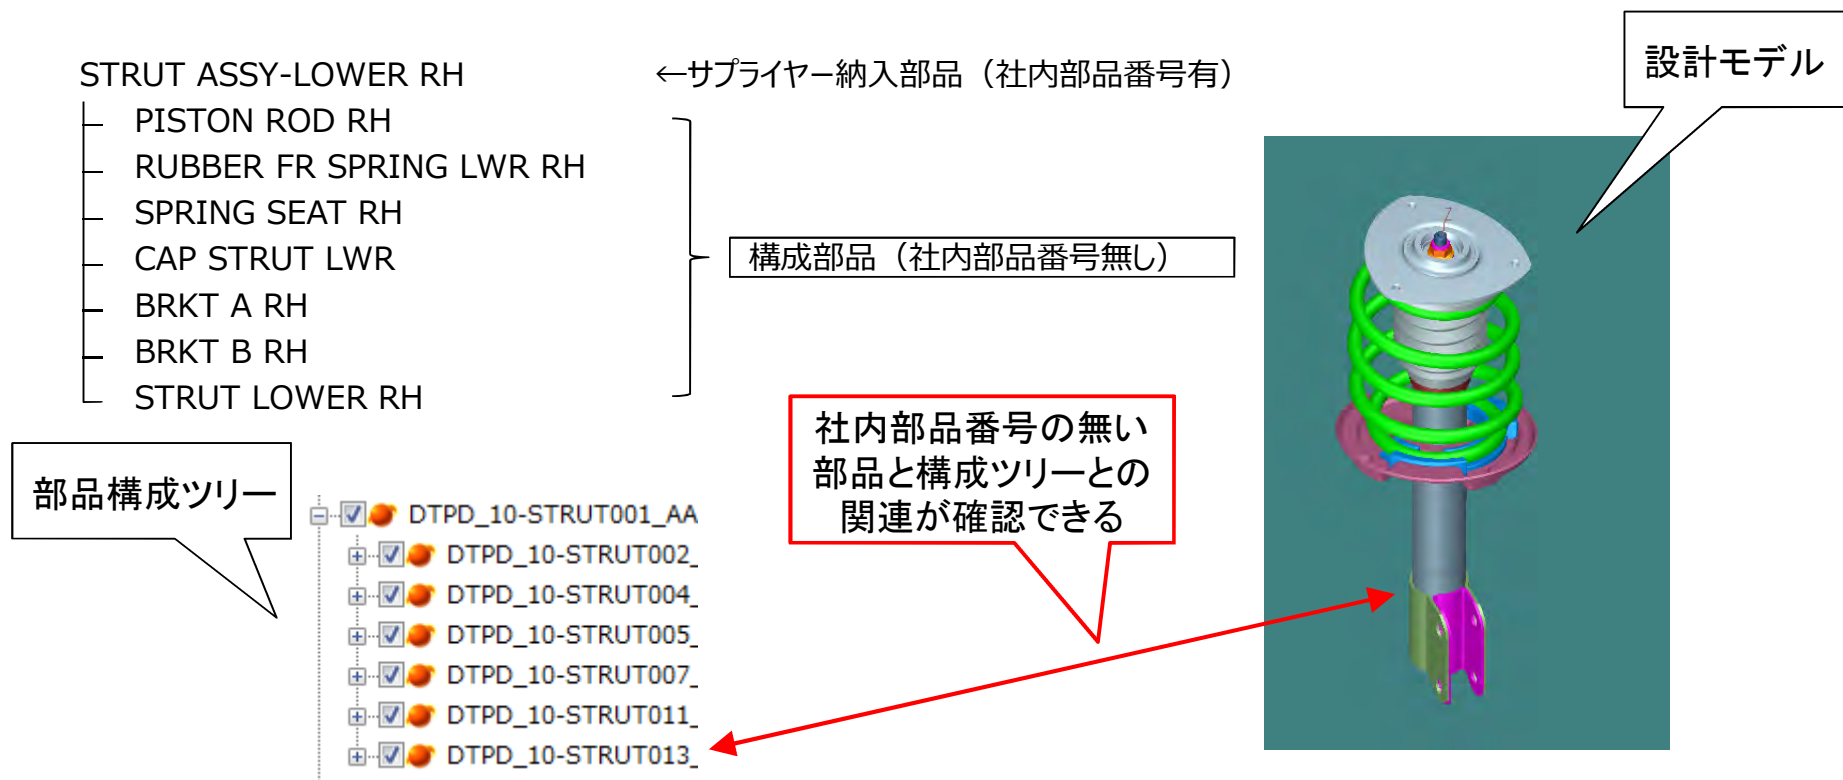 STRUT ASSY-LOWER RH
←サプライヤー納入部品（社内部品番号有）
PISTON ROD RH
RUBBER FR SPRING LWR RH
SPRING SEAT RH
CAP STRUT LWR
BRKT A RH
BRKT B RH
STRUT LOWER RH
構成部品（社内部品番号無し）
設計モデル
Z
社内部品番号の無い
部品と構成ツリーとの
関連が確認できる
部品構成ツリー
DTPD_10-STRUT001_AA
DTPD_10-STRUT002_
DTPD_10-STRUT004_
DTPD_10-STRUT005_
DTPD_10-STRUT007_
DTPD_10-STRUT011_
DTPD_10-STRUT013_